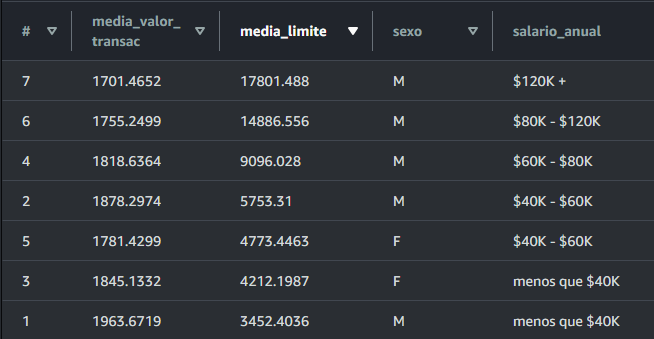 # media_valor_transac media_limite sexo salario_anual
7 1701.4652 17801.488 M $120K +
6 1755.2499 14886.556 M $80K - $120K
4 1818.6364 9096.028 M $60K - $80K
2 1878.2974 5753.31 M $40K - $60K
5 1781.4299 4773.4463 F $40K - $60K
3 1845.1332 4212.1987 F menos que $40K
1 1963.6719 3452.4036 M menos que $40K